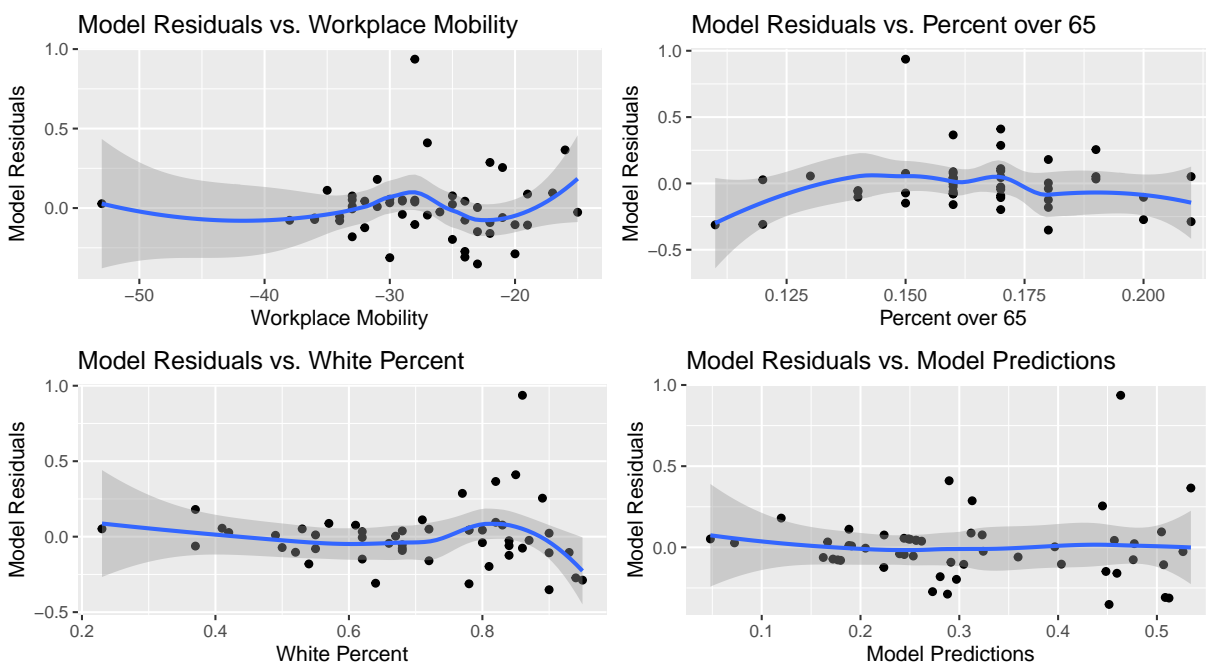 Model Residuals vs. Workplace Mobility
Model Residuals
1.0
0.5
0.0
−50
−40
−30
−20
Workplace Mobility
Model Residuals vs. Percent over 65
Model Residuals
1.0
0.5
0.0
−0.5
0.125
0.150
0.175
0.200
Percent over 65
Model Residuals vs. White Percent
Model Residuals
1.0
0.5
0.0
−0.5
0.2
0.4
0.6
0.8
White Percent
Model Residuals vs. Model Predictions
Model Residuals
1.0
0.5
0.0
0.1
0.2
0.3
0.4
0.5
Model Predictions